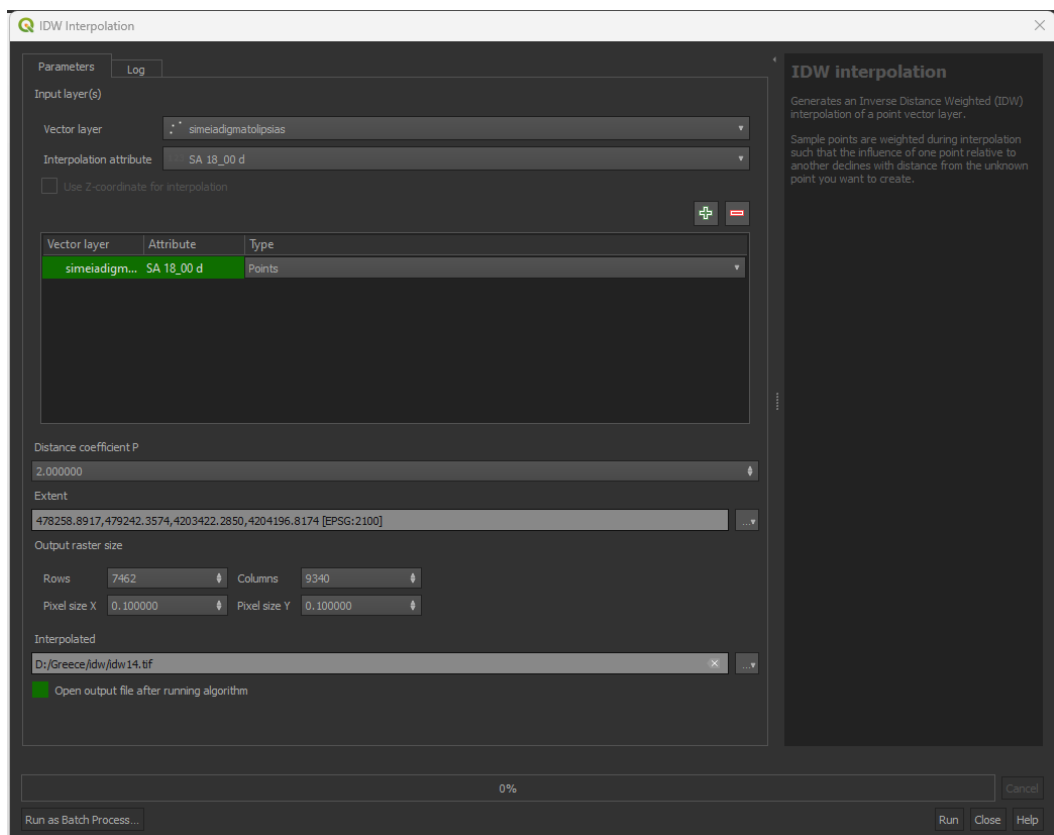 IDW Interpolation
Parameters
Log
Input layer(s)
Vector layer
simeiadigmatolipsias
Interpolation attribute
SA 18_00 d
Use Z-coordinate for interpolation
Vector layer Attribute Type
simeiadigm... SA 18_00 d Points
Distance coefficient P
2.000000
Extent
478258.8917,479242.3574,4203422.2850,4204196.8174 [EPSG:2100]
...
Output raster size
Rows 7462 Columns 9340
Pixel size X 0.100000 Pixel size Y 0.100000
Interpolated
D:/Greece/idw/idw14.tif
...
Open output file after running algorithm
IDW interpolation
Generates an Inverse Distance Weighted (IDW)
interpolation of a point vector layer.
Sample points are weighted during interpolation
such that the influence of one point relative to
another declines with distance from the unknown
point you want to create.
0%
Cancel
Run as Batch Process...
Run Close Help